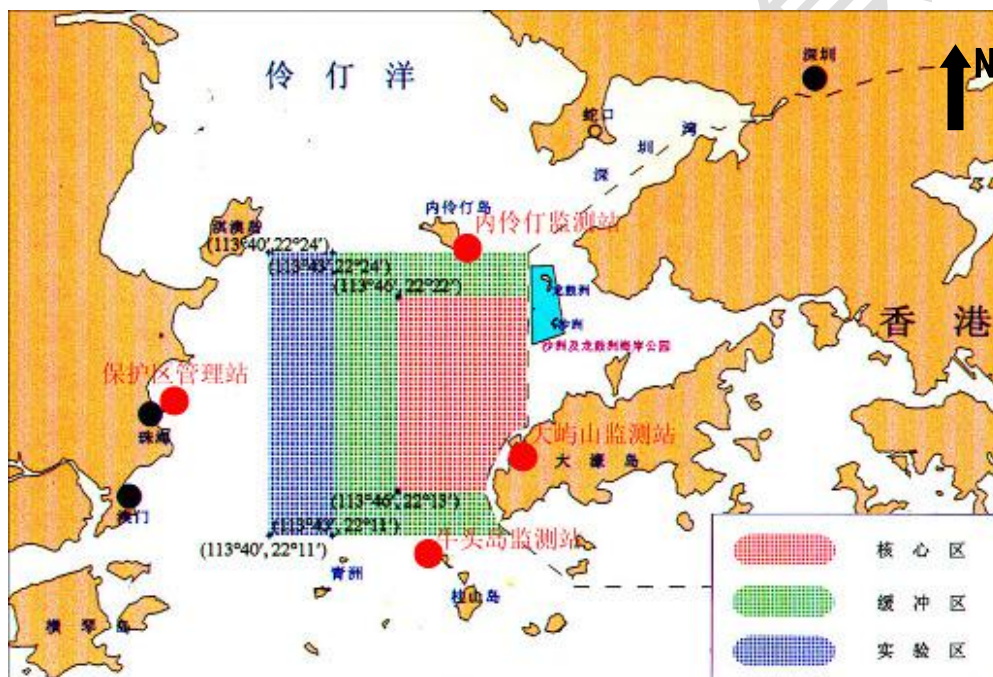 深圳
N
伶仃洋
蛇口
深圳湾
内伶仃岛
淇澳岛
内伶仃监测站
(113°40′,22°24′)
(113°43′,22°24′)
(113°46′, 22°22′)
龙鼓洲
沙洲
香港
沙洲及龙鼓洲海岸公园
保护区管理站
珠海
大屿山监测站
大濠岛
(113°46′, 22°13′)
澳门
(113°43′, 22°11′)
牛头岛监测站
(113°40′, 22°11′)
青洲
桂山岛
横琴岛
核心区
缓冲区
实验区